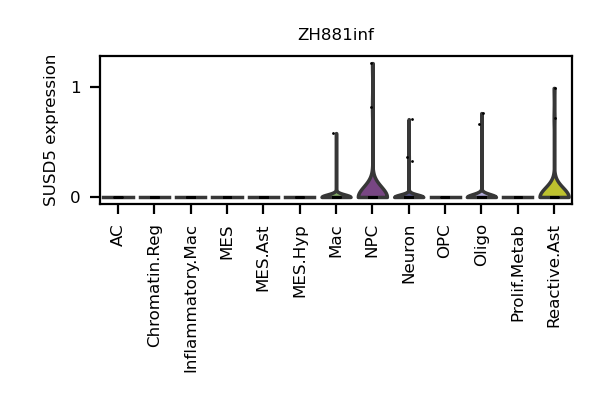 ZH881inf
SUSD5 expression
1
0
AC
Chromatin.Reg
Inflammatory.Mac
MES
MES.Ast
MES.Hyp
Mac
NPC
Neuron
OPC
Oligo
Prolif.Metab
Reactive.Ast